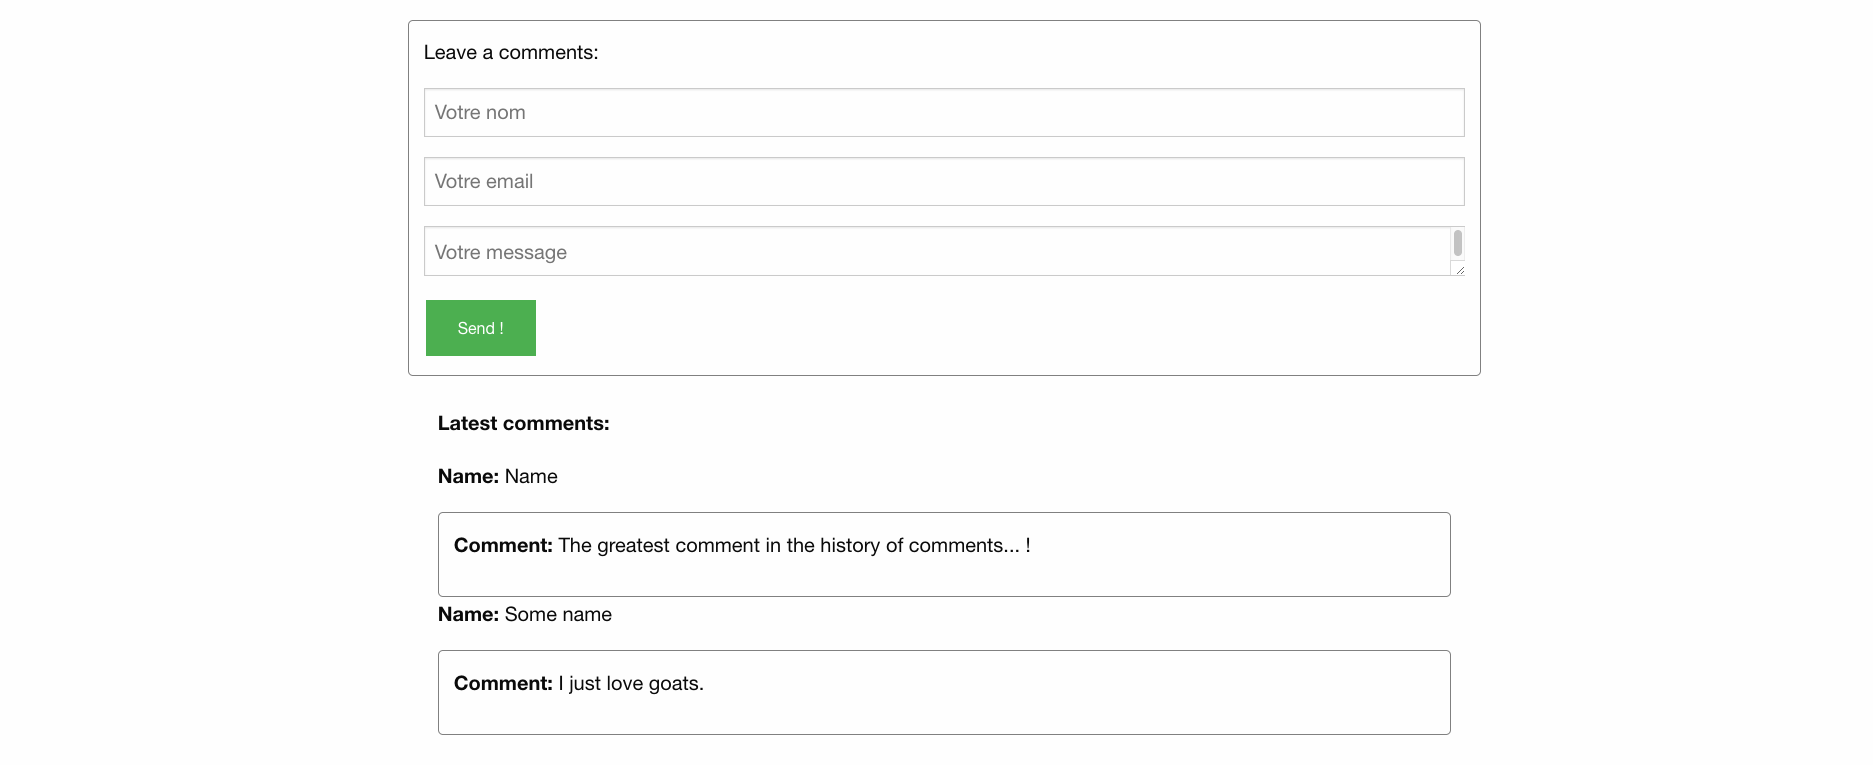 Leave a comments:
Votre nom
Votre email
Votre message
Send !
Latest comments:
Name: Name
Comment: The greatest comment in the history of comments... !
Name: Some name
Comment: I just love goats.